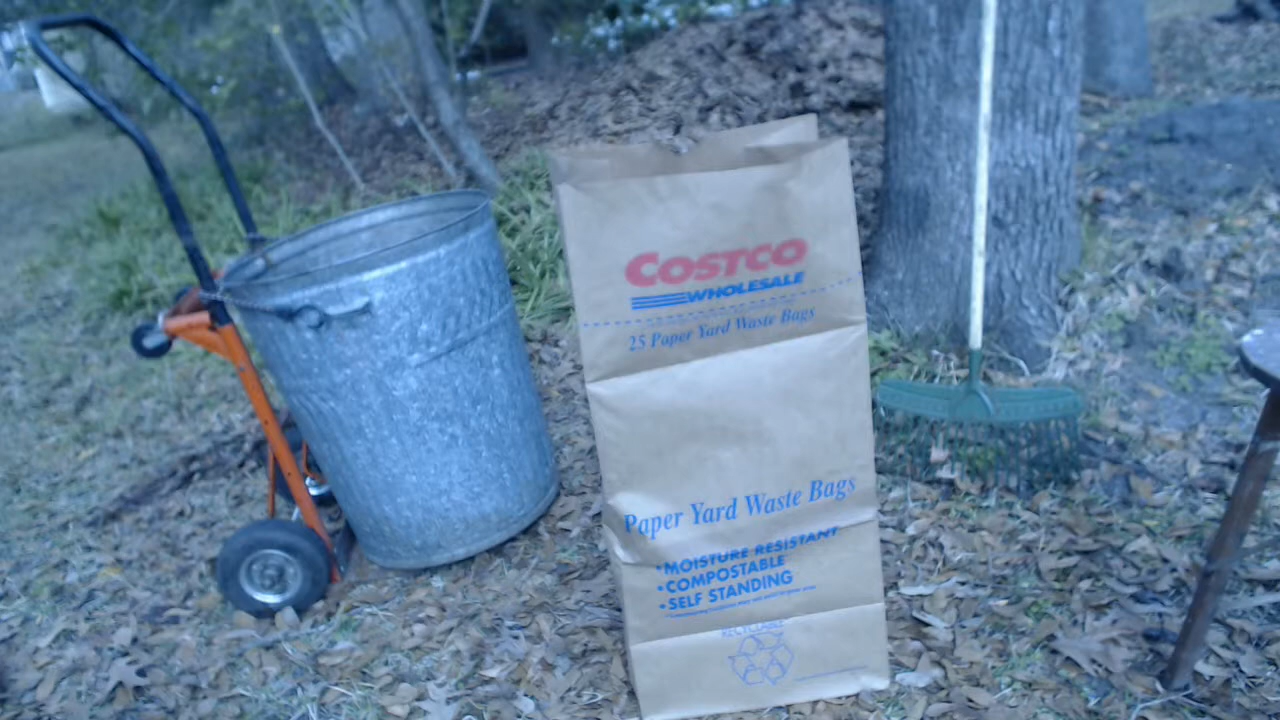 COSTCO
WHOLESALE
25 Paper Yard Waste Bags
Paper Yard Waste Bags
• MOISTURE RESISTANT
• COMPOSTABLE
• SELF STANDING
RECYCLABLE